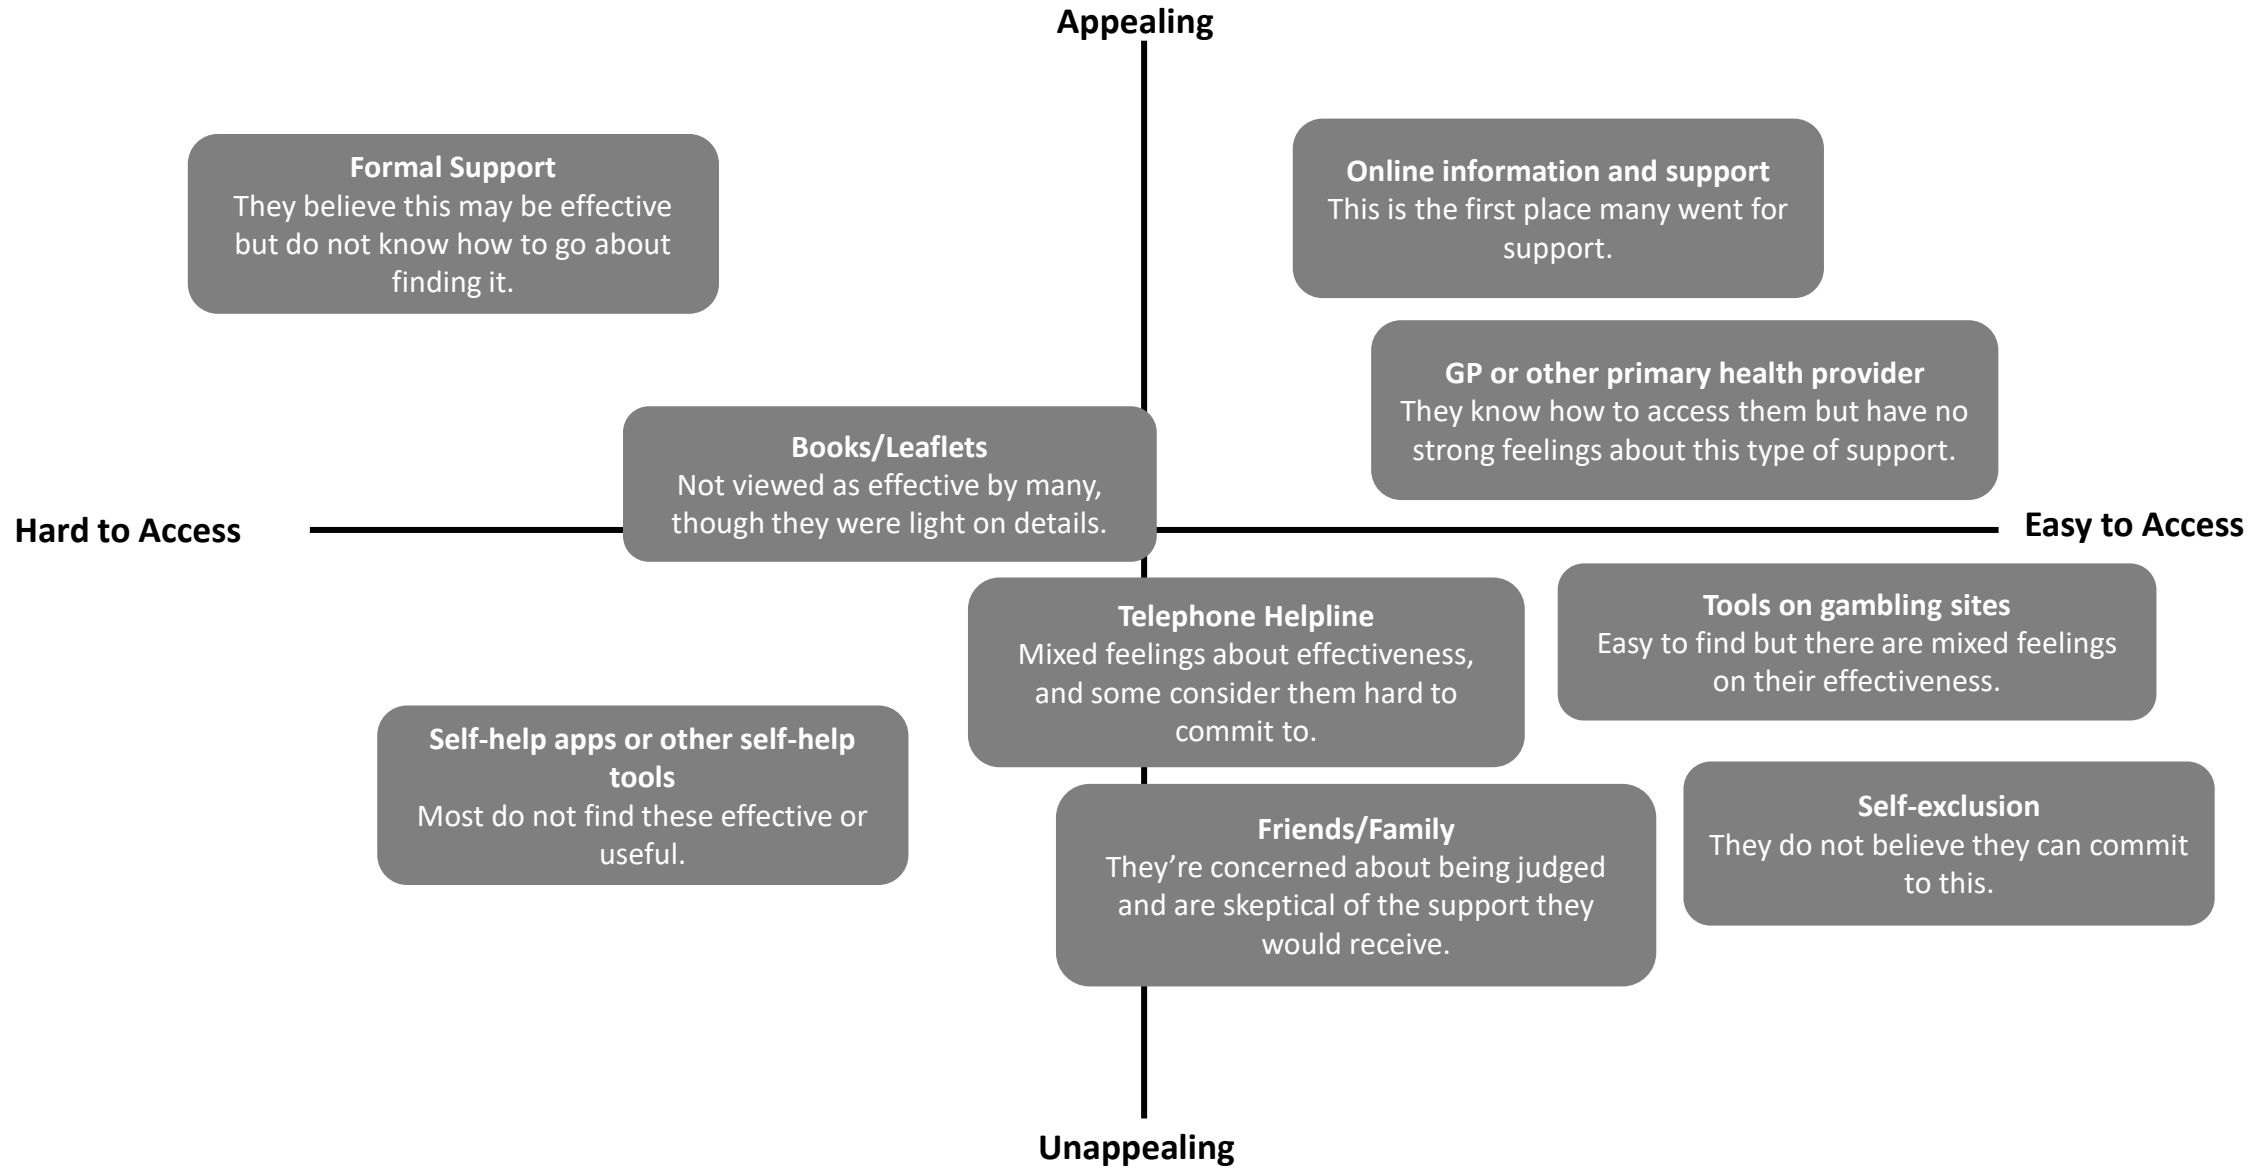 Appealing
Formal Support
They believe this may be effective
but do not know how to go about
finding it.
Online information and support
This is the first place many went for
support.
GP or other primary health provider
They know how to access them but have no
strong feelings about this type of support.
Books/Leaflets
Not viewed as effective by many,
though they were light on details.
Hard to Access
Easy to Access
Telephone Helpline
Mixed feelings about effectiveness,
and some consider them hard to
commit to.
Tools on gambling sites
Easy to find but there are mixed feelings
on their effectiveness.
Self-help apps or other self-help
tools
Most do not find these effective or
useful.
Friends/Family
They’re concerned about being judged
and are skeptical of the support they
would receive.
Self-exclusion
They do not believe they can commit
to this.
Unappealing